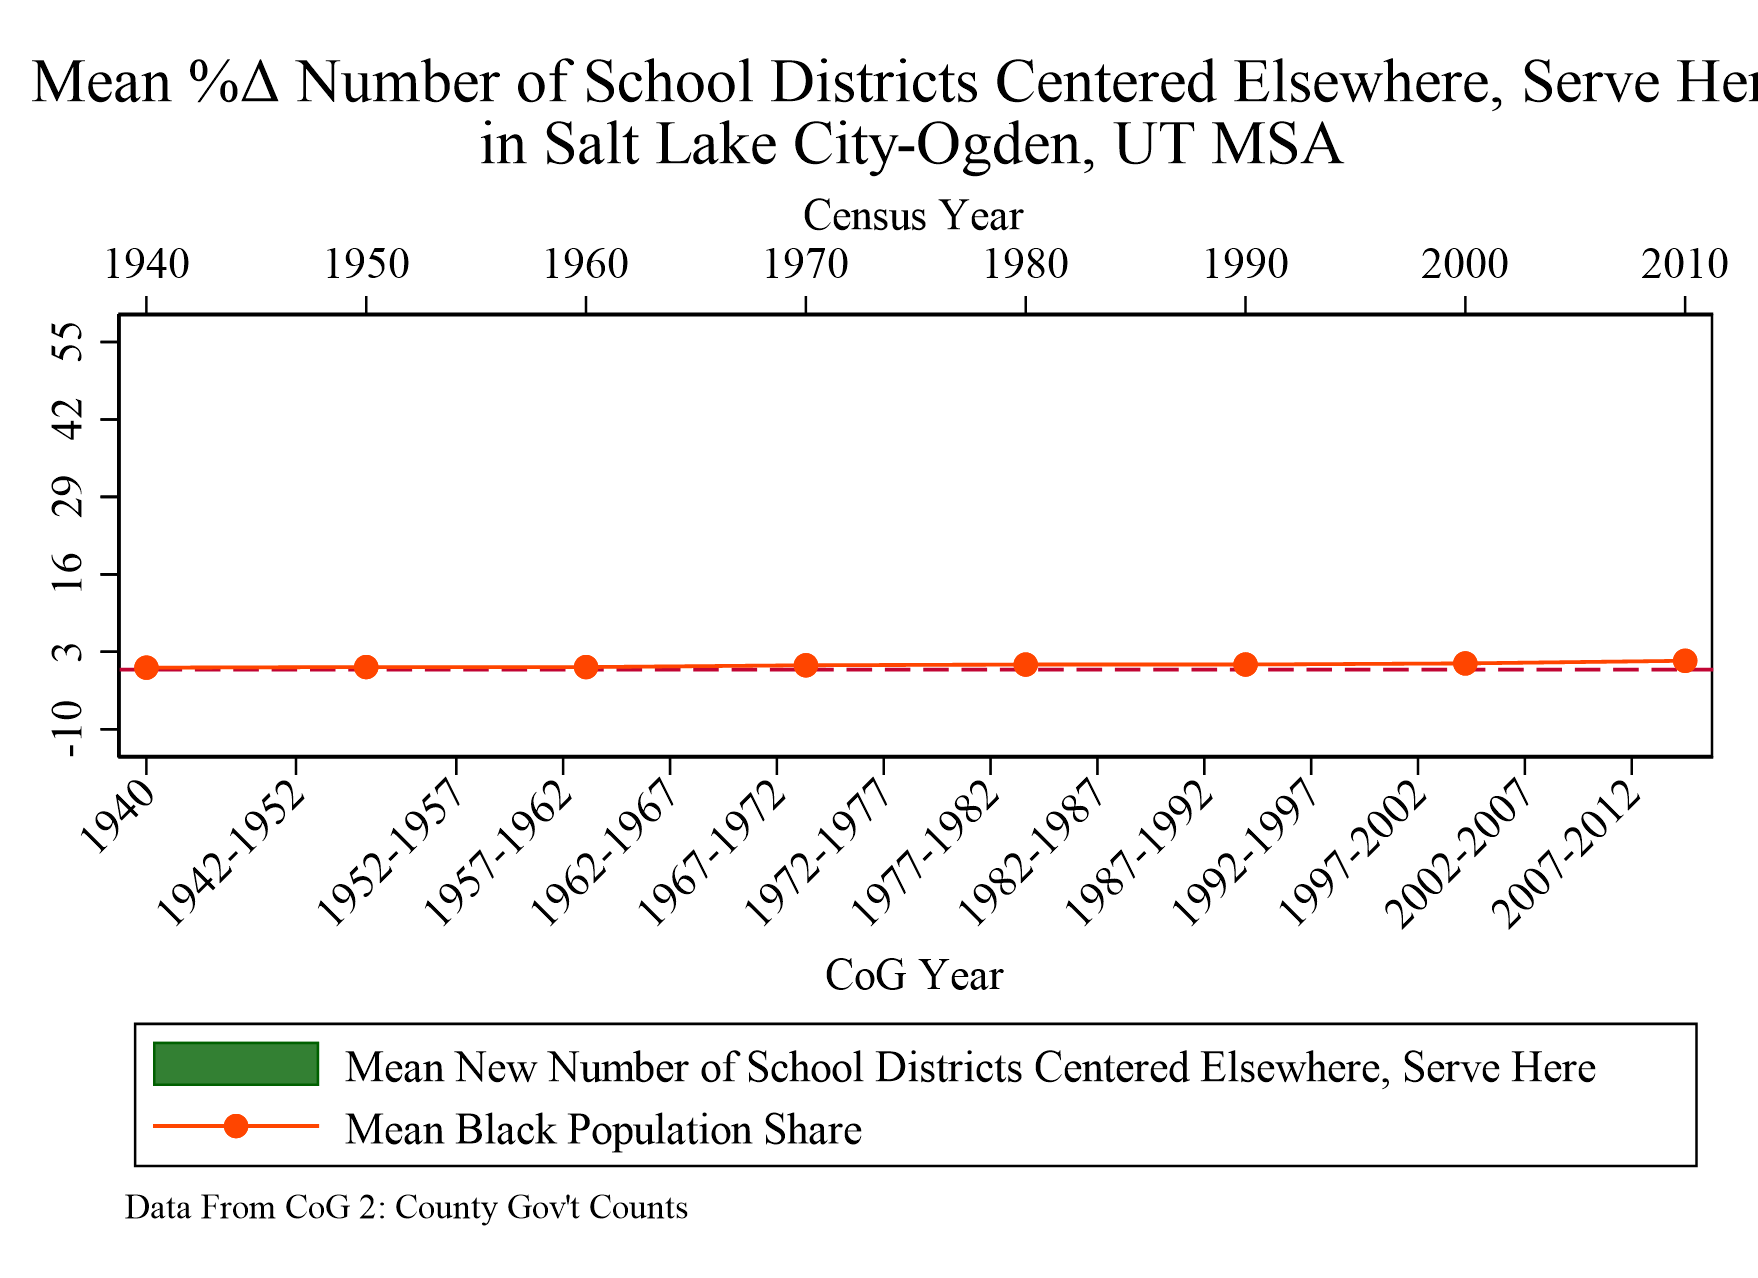 Mean %Δ Number of School Districts Centered Elsewhere, Serve Her
in Salt Lake City-Ogden, UT MSA
Census Year
1940 1950 1960 1970 1980 1990 2000 2010
55
42
29
16
3
-10
1940 1942-1952 1952-1957 1957-1962 1962-1967 1967-1972 1972-1977 1977-1982 1982-1987 1987-1992 1992-1997 1997-2002 2002-2007 2007-2012
CoG Year
Mean New Number of School Districts Centered Elsewhere, Serve Here
Mean Black Population Share
Data From CoG 2: County Gov't Counts